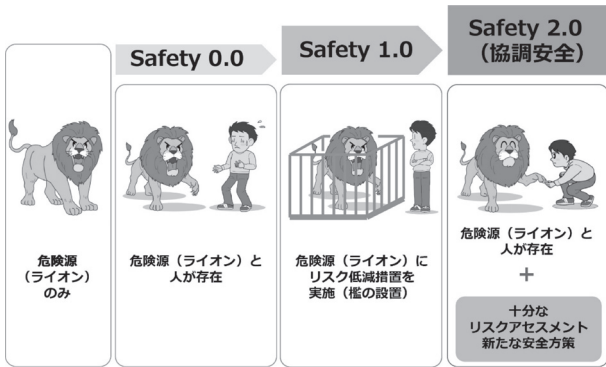 Safety 0.0
Safety 1.0
Safety 2.0
（協調安全）
危険源
（ライオン）
のみ
危険源（ライオン）と
人が存在
危険源（ライオン）に
リスク低減措置を
実施（檻の設置）
危険源（ライオン）と
人が存在
+
十分な
リスクアセスメント
新たな安全方策